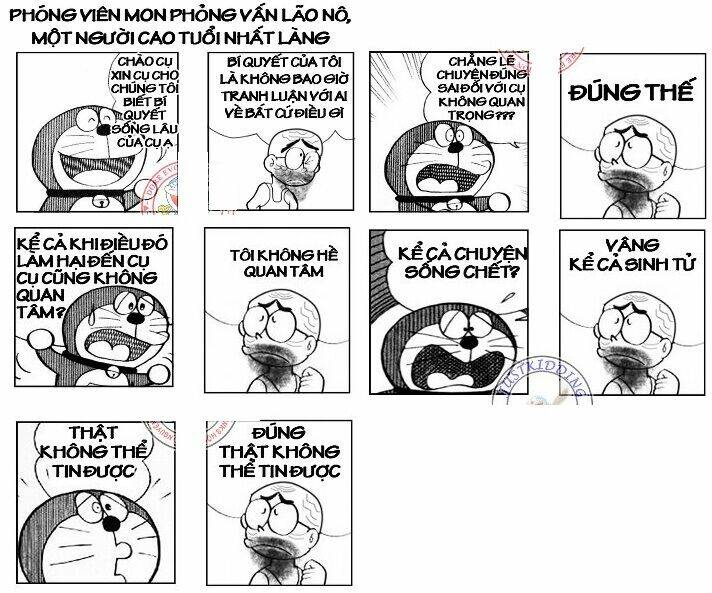 PHÓNG VIÊN MON PHỎNG VẤN LÃO NÔ,
MỘT NGƯỜI CAO TUỔI NHẤT LÀNG
CHÀO CỤ
XIN CỤ CHO
CHÚNG TÔI
BIẾT BÍ
QUYẾT
SỐNG LÂU
CỦA CỤ Ạ
BÍ QUYẾT CỦA TÔI
LÀ KHÔNG BAO GIỜ
TRANH LUẬN VỚI AI
VỀ BẤT CỨ ĐIỀU GÌ
CHẲNG LẼ
CHUYỆN ĐÚNG
SAI ĐỐI VỚI CỤ
KHÔNG QUAN
TRỌNG???
ĐÚNG THẾ
KỂ CẢ KHI ĐIỀU ĐÓ
LÀM HẠI ĐẾN CỤ
CỤ CŨNG KHÔNG
QUAN
TÂM?
TÔI KHÔNG HỀ
QUAN TÂM
KỂ CẢ CHUYỆN
SỐNG CHẾT?
VÂNG
KỂ CẢ SINH TỬ
JUSTKIDDING
THẬT
KHÔNG THỂ
TIN ĐƯỢC
ĐÚNG
THẬT KHÔNG
THỂ TIN ĐƯỢC